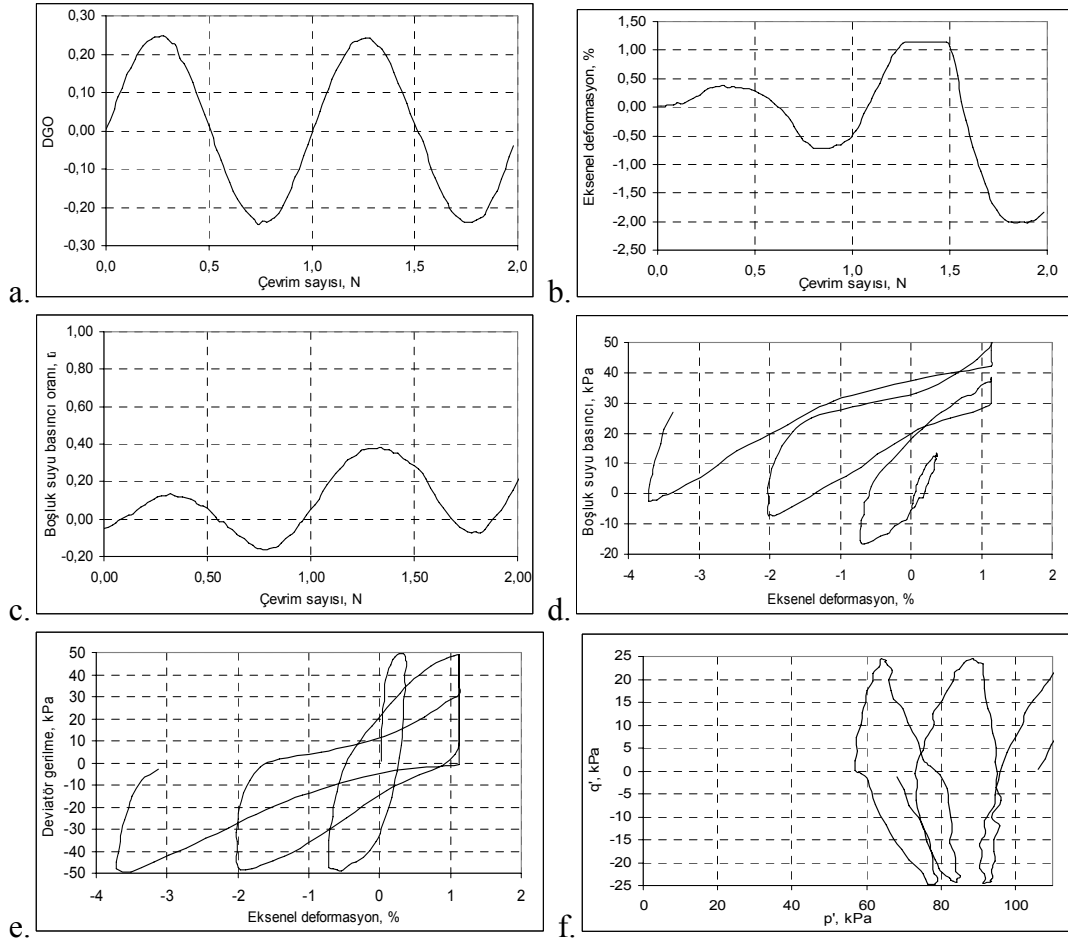 0,30
0,20
0,10
0,00
-0,10
-0,20
-0,30
DGO
0,0 0,5 1,0 1,5 2,0
Çevrim sayısı, N
a.
1,50
1,00
0,50
0,00
-0,50
-1,00
-1,50
-2,00
-2,50
Eksenel deformasyon, %
0,0 0,5 1,0 1,5 2,0
Çevrim sayısı, N
b.
1,00
0,80
0,60
0,40
0,20
0,00
-0,20
Boşluk suyu basıncı oranı,
0,00 0,50 1,00 1,50 2,00
Çevrim sayısı, N
c.
50
40
30
20
10
0
-10
-20
Boşluk suyu basıncı, kPa
-4 -3 -2 -1 0 1 2
Eksenel deformasyon, %
d.
50
40
30
20
10
0
-10
-20
-30
-40
-50
Deviatör gerilme, kPa
-4 -3 -2 -1 0 1 2
Eksenel deformasyon, %
e.
25
20
15
10
5
0
-5
-10
-15
-20
-25
q', kPa
0 20 40 60 80 100
p', kPa
f.